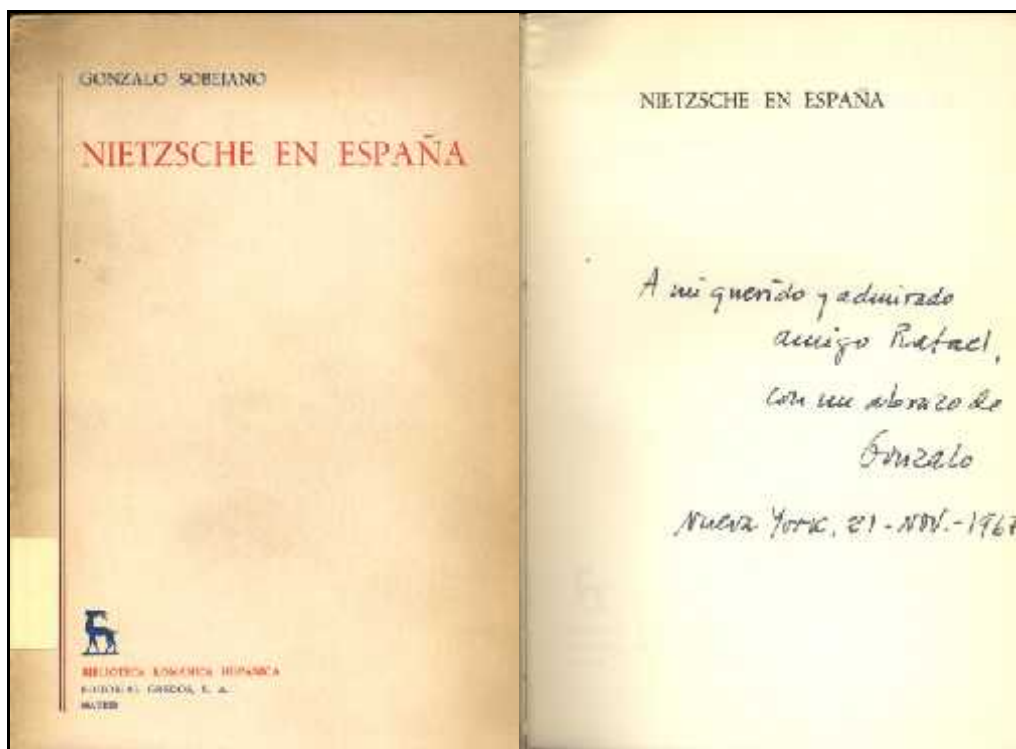 GONZALO SOBEJANO
NIETZSCHE EN ESPAÑA
BIBLIOTECA ROMÁNICA HISPÁNICA
EDITORIAL GREDOS, S. A.
MADRID
NIETZSCHE EN ESPAÑA
A mi querido y admirado
amigo Rafael,
con un abrazo de
Gonzalo
Nueva York, 21-NOV.-1967